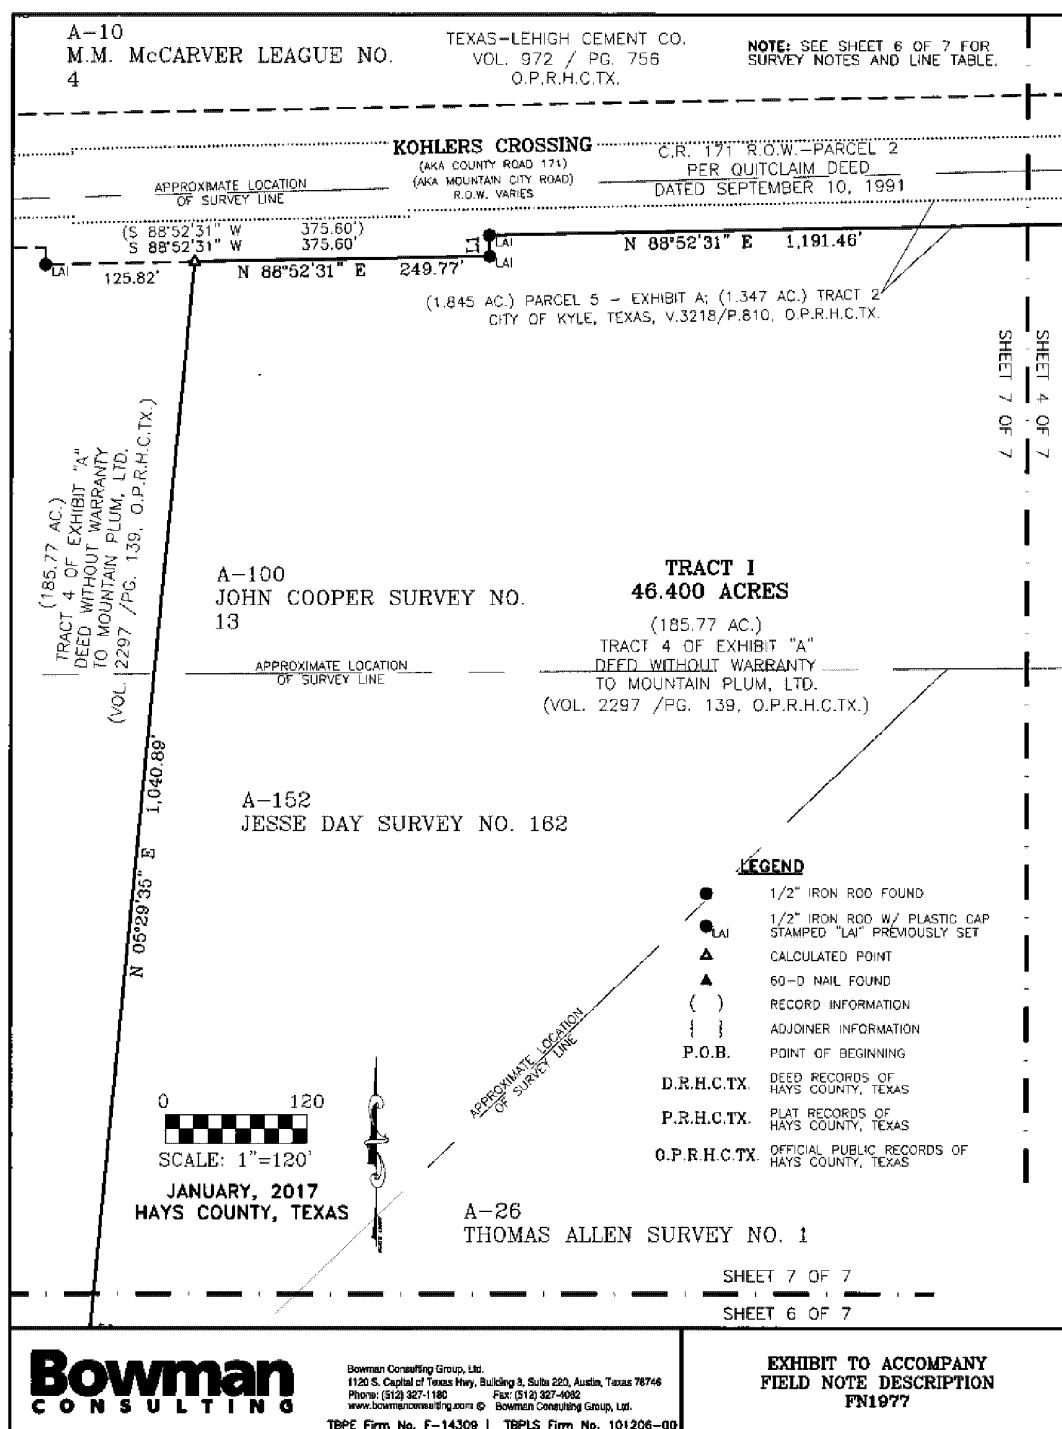 A-10
M.M. McCARVER LEAGUE NO.
4
TEXAS-LEHIGH CEMENT CO.
VOL. 972 / PG. 756
O.P.R.H.C.TX.
NOTE: SEE SHEET 6 OF 7 FOR
SURVEY NOTES AND LINE TABLE.
KOHLERS CROSSING
(AKA COUNTY ROAD 171)
(AKA MOUNTAIN CITY ROAD)
R.O.W. VARIES
C.R. 171 R.O.W.-PARCEL 2
PER QUITCLAIM DEED
DATED SEPTEMBER 10, 1991
APPROXIMATE LOCATION
OF SURVEY LINE
(S 88°52'31" W 375.60')
S 88°52'31" W 375.60'
LAI
125.82'
N 88°52'31" E 249.77'
L1
LAI
LAI
N 88°52'31" E 1,191.46'
(1.845 AC.) PARCEL 5 - EXHIBIT A; (1.347 AC.) TRACT 2
CITY OF KYLE, TEXAS, V.3218/P.810, O.P.R.H.C.TX.
SHEET 7 OF 7
SHEET 4 OF 7
(185.77 AC.)
TRACT 4 OF EXHIBIT "A"
DEED WITHOUT WARRANTY
TO MOUNTAIN PLUM, LTD.
(VOL. 2297 /PG. 139, O.P.R.H.C.TX.)
A-100
JOHN COOPER SURVEY NO.
13
TRACT I
46.400 ACRES
(185.77 AC.)
TRACT 4 OF EXHIBIT "A"
DEED WITHOUT WARRANTY
TO MOUNTAIN PLUM, LTD.
(VOL. 2297 /PG. 139, O.P.R.H.C.TX.)
APPROXIMATE LOCATION
OF SURVEY LINE
N 05°29'35" E 1,040.89'
A-152
JESSE DAY SURVEY NO. 162
LEGEND
1/2" IRON ROD FOUND
LAI 1/2" IRON ROD W/ PLASTIC CAP
STAMPED "LAI" PREVIOUSLY SET
CALCULATED POINT
60-D NAIL FOUND
( ) RECORD INFORMATION
{ } ADJOINER INFORMATION
P.O.B. POINT OF BEGINNING
D.R.H.C.TX. DEED RECORDS OF
HAYS COUNTY, TEXAS
P.R.H.C.TX. PLAT RECORDS OF
HAYS COUNTY, TEXAS
O.P.R.H.C.TX. OFFICIAL PUBLIC RECORDS OF
HAYS COUNTY, TEXAS
APPROXIMATE LOCATION
OF SURVEY LINE
0 120
SCALE: 1"=120'
JANUARY, 2017
HAYS COUNTY, TEXAS
A-26
THOMAS ALLEN SURVEY NO. 1
SHEET 7 OF 7
SHEET 6 OF 7
Bowman
CONSULTING
Bowman Consulting Group, Ltd.
1120 S. Capital of Texas Hwy, Building 3, Suite 220, Austin, Texas 78746
Phone: (512) 327-1180 Fax: (512) 327-4062
www.bowmanconsulting.com © Bowman Consulting Group, Ltd.
TBPE Firm No. F-14309 | TBPLS Firm No. 101206-00
EXHIBIT TO ACCOMPANY
FIELD NOTE DESCRIPTION
FN1977